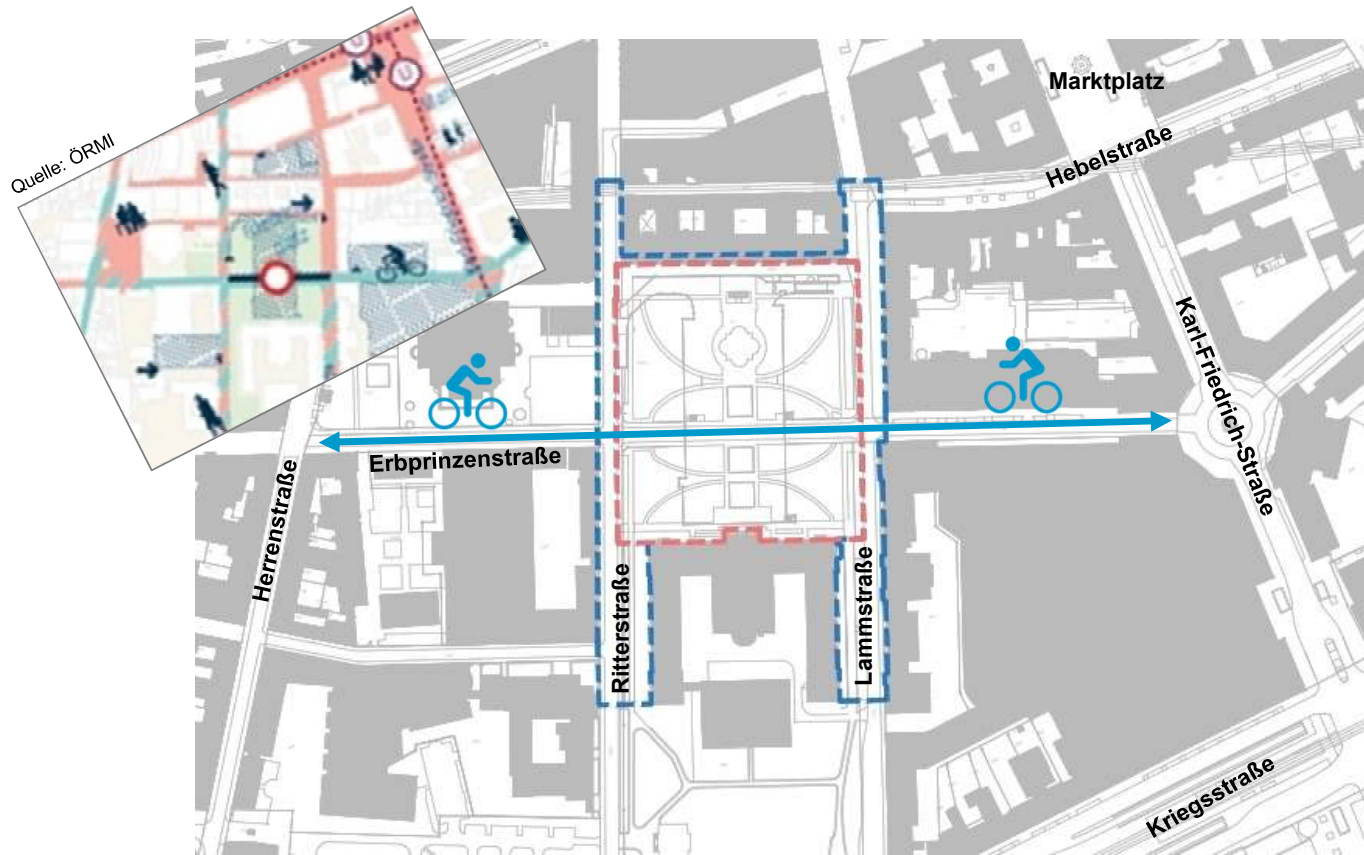 Quelle: ÖRMI
U
U
Marktplatz
Hebelstraße
Karl-Friedrich-Straße
Erbprinzenstraße
Herrenstraße
Ritterstraße
Lammstraße
Kriegsstraße